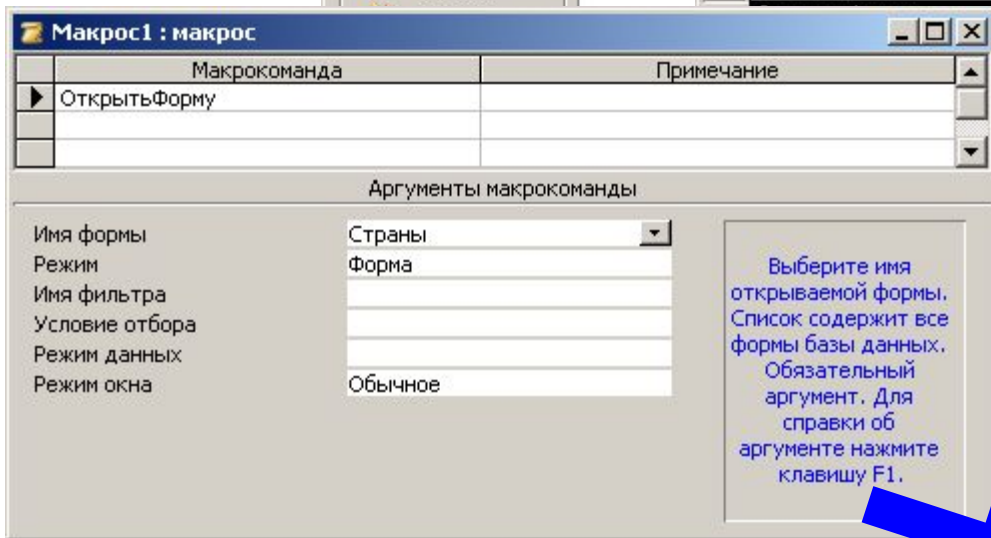 Макрос1 : макрос
Макрокоманда Примечание
ОткрытьФорму
Аргументы макрокоманды
Имя формы Страны
Режим Форма
Имя фильтра
Условие отбора
Режим данных
Режим окна Обычное
Выберите имя
открываемой формы.
Список содержит все
формы базы данных.
Обязательный
аргумент. Для
справки об
аргументе нажмите
клавишу F1.